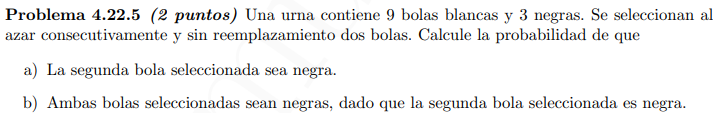 Problema 4.22.5 (2 puntos) Una urna contiene 9 bolas blancas y 3 negras. Se seleccionan al
azar consecutivamente y sin reemplazamiento dos bolas. Calcule la probabilidad de que
a) La segunda bola seleccionada sea negra.
b) Ambas bolas seleccionadas sean negras, dado que la segunda bola seleccionada es negra.